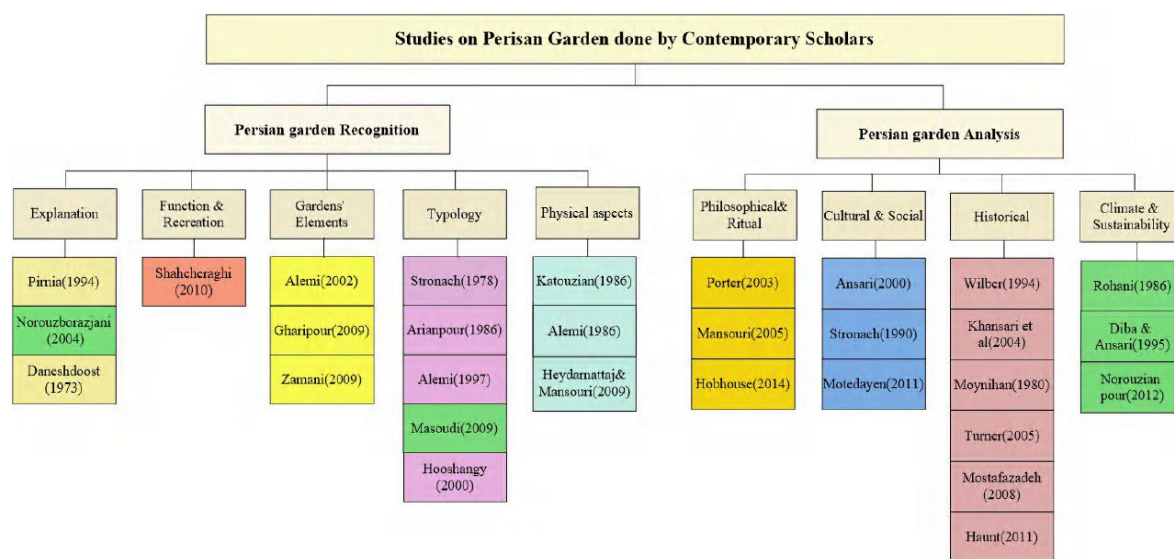 Studies on Perisan Garden done by Contemporary Scholars
Persian garden Recognition
Persian garden Analysis
Explanation
Function &
Recreation
Gardens'
Elements
Typology
Physical aspects
Philosophical&
Ritual
Cultural & Social
Historical
Climate &
Sustainability
Pirnia(1994)
Norouzborazjani
(2004)
Daneshdoost
(1973)
Shahcheraghi
(2010)
Alemi(2002)
Gharipour(2009)
Zamani(2009)
Stronach(1978)
Arianpour(1986)
Alemi(1997)
Masoudi(2009)
Hooshangy
(2000)
Katouzian(1986)
Alemi(1986)
Heydarnattaj&
Mansouri(2009)
Porter(2003)
Mansouri(2005)
Hobhouse(2014)
Ansari(2000)
Stronach(1990)
Motedayen(2011)
Wilber(1994)
Khansari et
al(2004)
Moynihan(1980)
Turner(2005)
Mostafazadeh
(2008)
Haunt(2011)
Rohani(1986)
Diba &
Ansari(1995)
Norouzian
pour(2012)